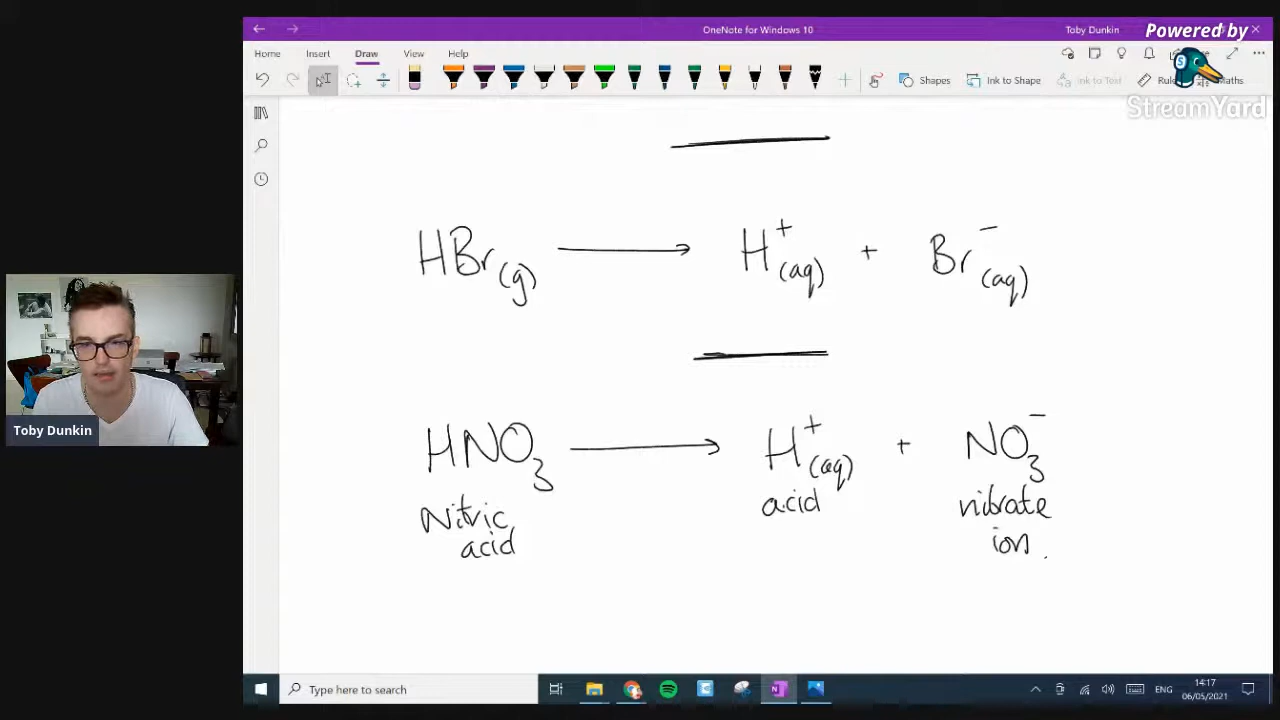 OneNote for Windows 10
Toby Dunkin
Powered by
StreamYard
Home Insert Draw View Help
Shapes Ink to Shape Ink to Text Maths
HBr(g) ⟶ H⁺(aq) + Br⁻(aq)
HNO₃ ⟶ H⁺(aq) + NO₃⁻
Nitric acid nitrate
acid ion
Toby Dunkin
Type here to search
ENG
14:17
06/05/2021